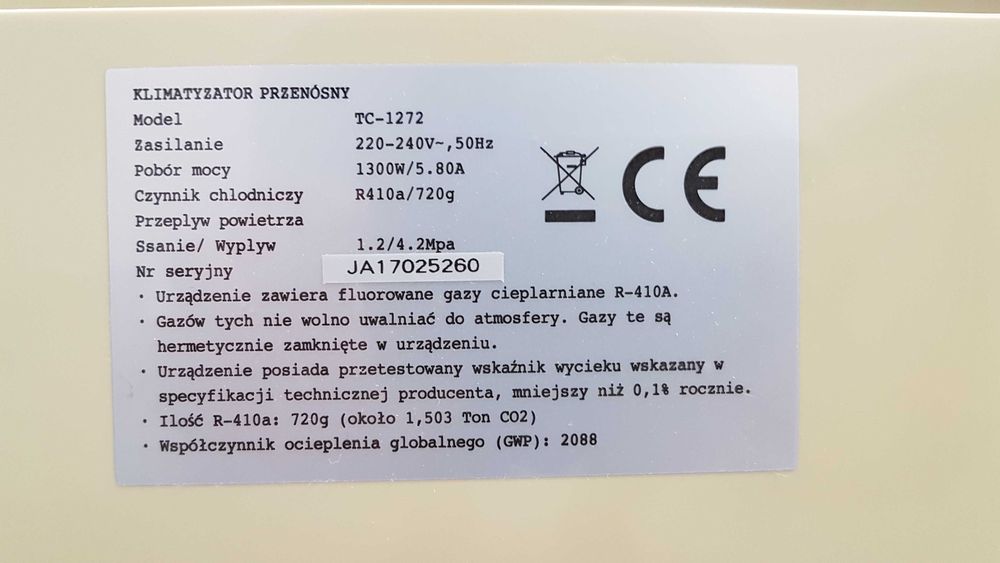 KLIMATYZATOR PRZENÓSNY
Model TC-1272
Zasilanie 220-240V~,50Hz
Pobór mocy 1300W/5.80A
Czynnik chlodniczy R410a/720g
Przeplyw powietrza
Ssanie/ Wyplyw 1.2/4.2Mpa
Nr seryjny JA17025260
CE
· Urządzenie zawiera fluorowane gazy cieplarniane R-410A.
· Gazów tych nie wolno uwalniać do atmosfery. Gazy te są
hermetycznie zamknięte w urządzeniu.
· Urządzenie posiada przetestowany wskaźnik wycieku wskazany w
specyfikacji technicznej producenta, mniejszy niż 0,1% rocznie.
· Ilość R-410a: 720g (około 1,503 Ton CO2)
· Współczynnik ocieplenia globalnego (GWP): 2088